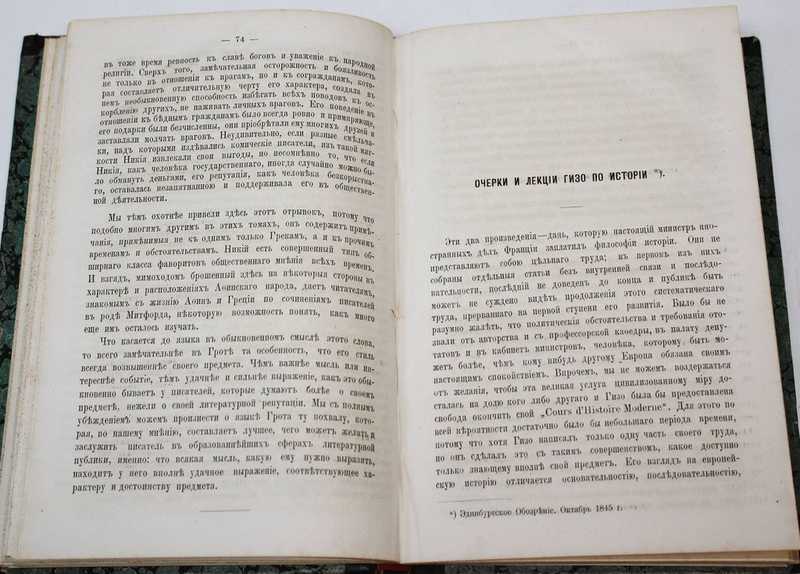 — 74 —
въ тоже время ревность къ славѣ боговъ и уваженіе къ народной
религіи. Сверхъ того, замѣчательная осторожность и боязливость
не только въ отношеніи къ врагамъ, но и къ согражданамъ, кото-
рая составляетъ отличительную черту его характера, создала въ
немъ необыкновенную способность избѣгать всѣхъ поводовъ къ ос-
корбленію другихъ, не наживать личныхъ враговъ. Его поведеніе въ
отношеніи къ бѣднымъ гражданамъ было всегда ровно и примиряюще,
его подарки были безчисленны, они пріобрѣтали ему многихъ друзей и
заставляли молчать враговъ. Неудивительно, если разные смѣльча-
ки, надъ которыми издѣвались комическіе писатели, изъ такой мяг-
кости Никія извлекали свои выгоды, но несомнѣнно то, что если
Никія, какъ человѣка государственнаго, иногда случайно можно бы-
ло обмануть деньгами, его репутація, какъ человѣка безкорыстна-
го, оставалась незапятнанною и поддерживала его въ обществен-
ной дѣятельности.
Мы тѣмъ охотнѣе привели здѣсь этотъ отрывокъ, потому что
подобно многимъ другимъ въ этихъ томахъ, онъ содержитъ примѣ-
чанія, примѣнимыя не къ однимъ только Грекамъ, а и къ прочимъ
временамъ и обстоятельствамъ. Никій есть совершенный типъ об-
ширнаго класса фаворитовъ общественнаго мнѣнія всѣхъ временъ.
И взглядъ, мимоходомъ брошенный здѣсь на нѣкоторыя стороны въ
характерѣ и расположеніяхъ Аѳинскаго народа, дастъ читателямъ,
знакомымъ съ жизнію Аѳинъ и Греціи по сочиненіямъ писателей
въ родѣ Митфорда, нѣкоторую возможность понять, какъ много
еще имъ осталось изучать.
Что касается до языка въ обыкновенномъ смыслѣ этого слова,
то всего замѣчательнѣе въ Гротѣ та особенность, что его стиль
всегда возвышеннѣе своего предмета. Чѣмъ важнѣе мысль или ин-
тереснѣе событіе, тѣмъ удачнѣе и сильнѣе выраженіе, какъ это обы-
кновенно бываетъ у писателей, которые думаютъ болѣе о своемъ
предметѣ, нежели о своей литературной репутаціи. Мы съ полнымъ
убѣжденіемъ можемъ произнести о языкѣ Грота ту похвалу, кото-
рая, по нашему мнѣнію, составляетъ лучшее, чего можетъ желать и
заслужить писатель въ образованнѣйшихъ сферахъ литературной
публики, именно: что всякая мысль, какую ему нужно выразить,
находитъ у него вполнѣ удачное выраженіе, соотвѣтствующее ха-
рактеру и достоинству предмета.
ОЧЕРКИ И ЛЕКЦІИ ГИЗО ПО ИСТОРІИ *).
Эти два произведенія—дань, которую настоящій министръ ино-
странныхъ дѣлъ Франціи заплатилъ философіи исторіи. Они не
представляютъ собою цѣльнаго труда; въ первомъ изъ нихъ
собраны отдѣльныя статьи безъ внутренней связи и послѣдо-
вательности, послѣдній не доведенъ до конца и публикѣ быть
можетъ не суждено видѣть продолженія этого систематическаго
труда, прерваннаго на первой ступени его развитія. Было бы не
разумно жалѣть, что политическія обстоятельства и требованія ото-
звали отъ авторства и съ профессорской кафедры, въ палату депу-
татовъ и въ кабинетъ министровъ, человѣка, которому, быть мо-
жетъ болѣе, чѣмъ кому нибудь другому Европа обязана своимъ
настоящимъ спокойствіемъ. Впрочемъ, мы не можемъ воздержаться
отъ желанія, чтобы эта великая услуга цивилизованному міру до-
сталась на долю кого либо другаго и Гизо была бы предоставлена
свобода окончить свой „Cours d'Histoire Moderne“. Для этого по
всей вѣроятности достаточно было бы небольшаго періода времени,
потому что хотя Гизо написалъ только одну часть своего труда,
но онъ сдѣлалъ это съ такимъ совершенствомъ, какое доступно
только знающему вполнѣ свой предметъ. Его взглядъ на европей-
скую исторію отличается основательностію, послѣдовательностію,
*) Эдинбургское Обозрѣніе. Октябрь 1845 г.